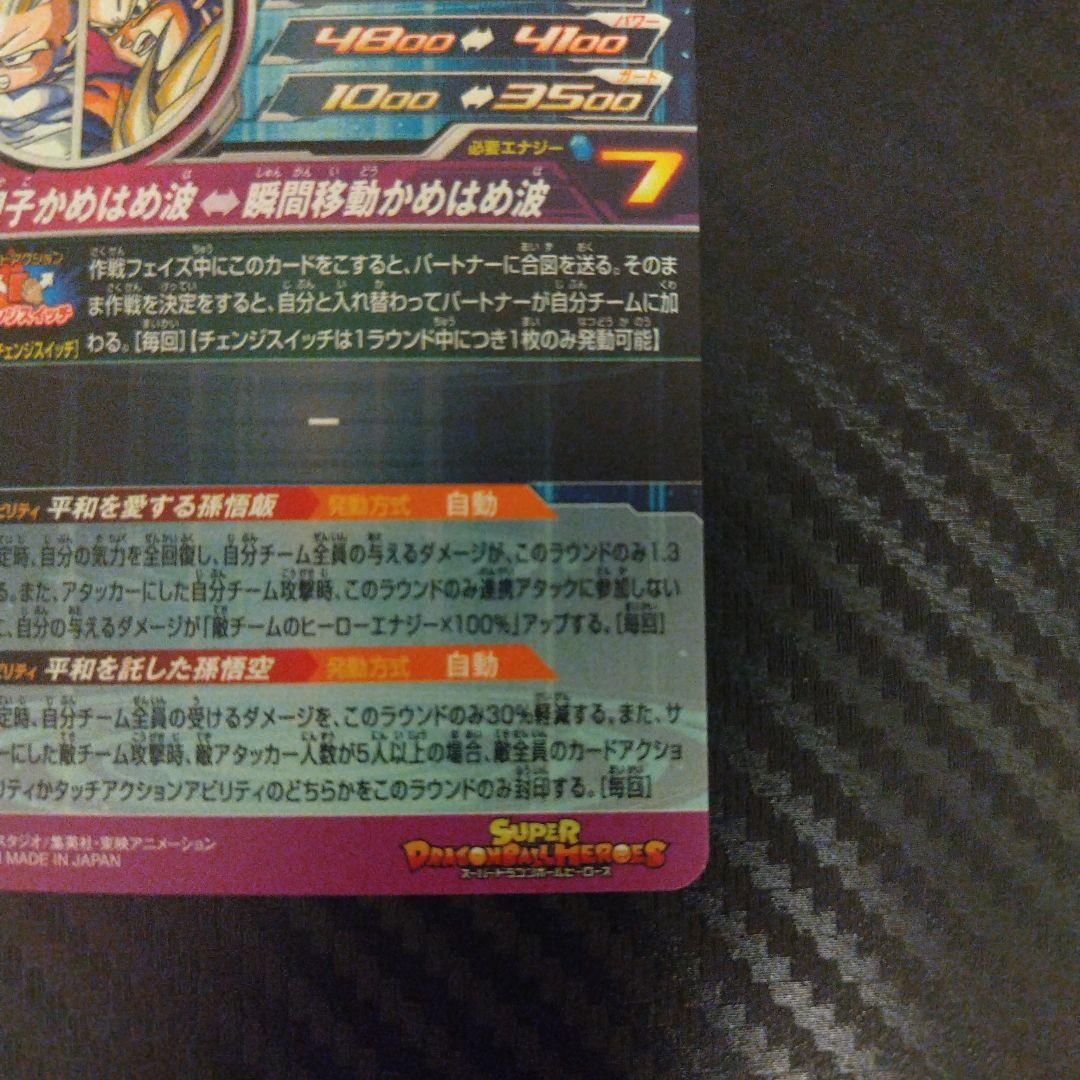 パワー
4800 ⇔ 4100
ガード
1000 ⇔ 3500
必要エナジー 7
子かめはめ波⇔瞬間移動かめはめ波
作戦フェイズ中にこのカードをこすると、パートナーに合図を送る。そのま
ま作戦を決定をすると、自分と入れ替わってパートナーが自分チームに加
わる。[毎回]【チェンジスイッチは1ラウンド中につき1枚のみ発動可能】
ェンジスイッチ]
ー
ビリティ 平和を愛する孫悟飯 発動方式 自動
定時、自分の気力を全回復し、自分チーム全員の与えるダメージが、このラウンドのみ1.3
る。また、アタッカーにした自分チーム攻撃時、このラウンドのみ連携アタックに参加しない
、自分の与えるダメージが「敵チームのヒーローエナジー×100%」アップする。[毎回]
ビリティ 平和を託した孫悟空 発動方式 自動
定時、自分チーム全員の受けるダメージを、このラウンドのみ30%軽減する。また、サ
ーにした敵チーム攻撃時、敵アタッカー人数が5人以上の場合、敵全員のカードアクショ
リティかタッチアクションアビリティのどちらかをこのラウンドのみ封印する。[毎回]
スタジオ/集英社・東映アニメーション
MADE IN JAPAN
SUPER
DRAGONBALL HEROES
スーパードラゴンボールヒーローズ